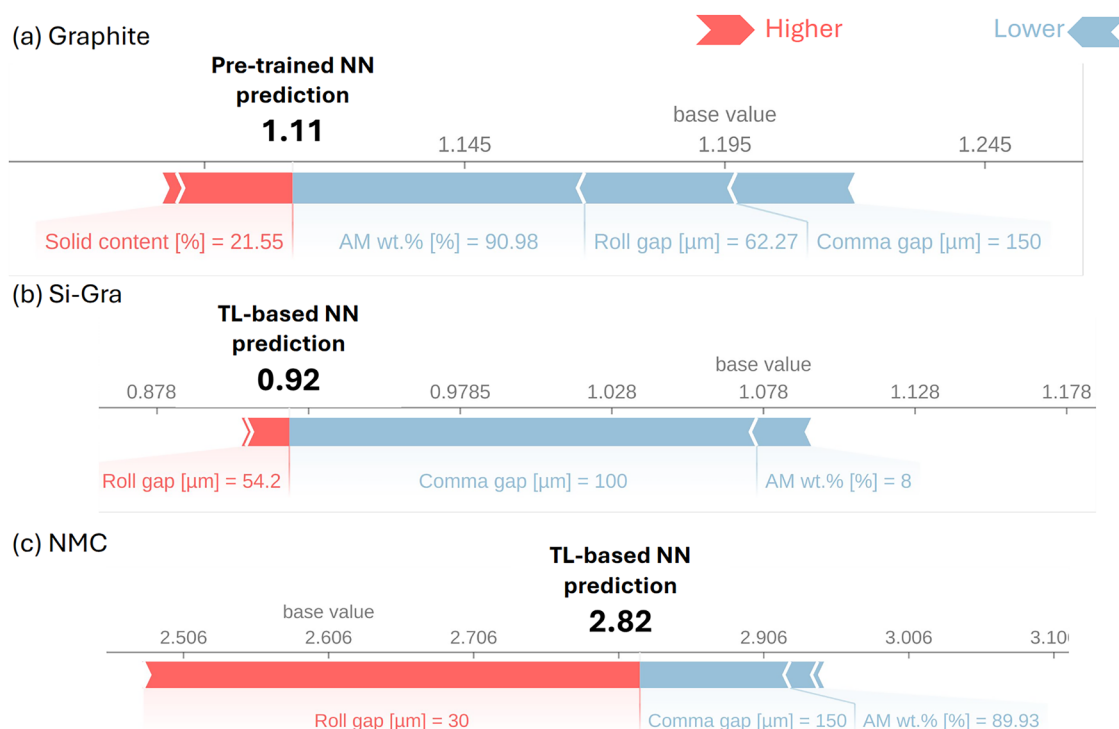 (a) Graphite
Higher
Lower
Pre-trained NN
prediction
1.11
base value
1.145
1.195
1.245
Solid content [%] = 21.55
AM wt.% [%] = 90.98
Roll gap [µm] = 62.27
Comma gap [µm] = 150
(b) Si-Gra
TL-based NN
prediction
0.92
base value
0.878
0.9785
1.028
1.078
1.128
1.178
Roll gap [µm] = 54.2
Comma gap [µm] = 100
AM wt.% [%] = 8
(c) NMC
TL-based NN
prediction
2.82
base value
2.506
2.606
2.706
2.906
3.006
3.10
Roll gap [µm] = 30
Comma gap [µm] = 150
AM wt.% [%] = 89.93